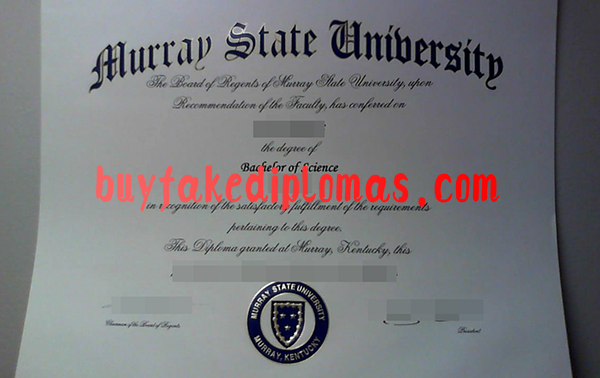 Murray State University
The Board of Regents of Murray State University, upon
Recommendation of the Faculty, has conferred on
the degree of
Bachelor of Science
buyfakediplomas.com
in recognition of the satisfactory fulfillment of the requirements
pertaining to this degree.
This Diploma granted at Murray, Kentucky, this
MURRAY STATE UNIVERSITY
MURRAY, KENTUCKY
Chairman of the Board of Regents
President